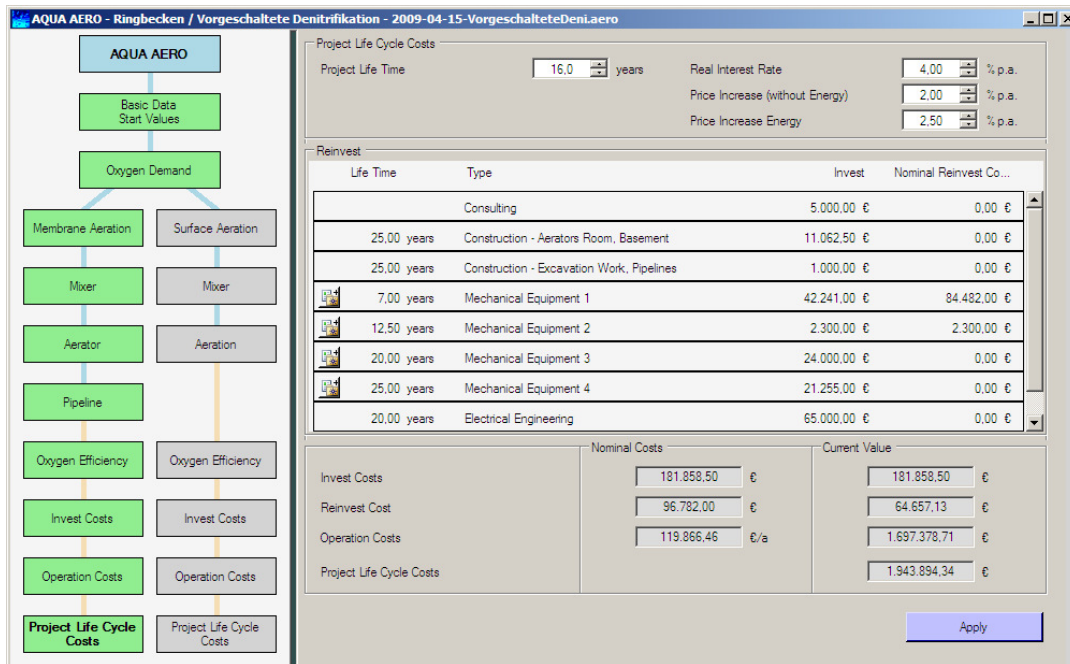 AQUA AERO - Ringbecken / Vorgeschaltete Denitrifikation - 2009-04-15-VorgeschalteteDeni.aero
AQUA AERO
Basic Data
Start Values
Oxygen Demand
Membrane Aeration
Surface Aeration
Mixer
Mixer
Aerator
Aeration
Pipeline
Oxygen Efficiency
Oxygen Efficiency
Invest Costs
Invest Costs
Operation Costs
Operation Costs
Project Life Cycle
Costs
Project Life Cycle
Costs
Project Life Cycle Costs
Project Life Time 16,0 years Real Interest Rate 4,00 % p.a.
Price Increase (without Energy) 2,00 % p.a.
Price Increase Energy 2,50 % p.a.
Reinvest
Life Time Type Invest Nominal Reinvest Co...
Consulting 5.000,00 € 0,00 €
25,00 years Construction - Aerators Room, Basement 11.062,50 € 0,00 €
25,00 years Construction - Excavation Work, Pipelines 1.000,00 € 0,00 €
7,00 years Mechanical Equipment 1 42.241,00 € 84.482,00 €
12,50 years Mechanical Equipment 2 2.300,00 € 2.300,00 €
20,00 years Mechanical Equipment 3 24.000,00 € 0,00 €
25,00 years Mechanical Equipment 4 21.255,00 € 0,00 €
20,00 years Electrical Engineering 65.000,00 € 0,00 €
Nominal Costs Current Value
Invest Costs 181.858,50 € 181.858,50 €
Reinvest Cost 96.782,00 € 64.657,13 €
Operation Costs 119.866,46 €/a 1.697.378,71 €
Project Life Cycle Costs 1.943.894,34 €
Apply